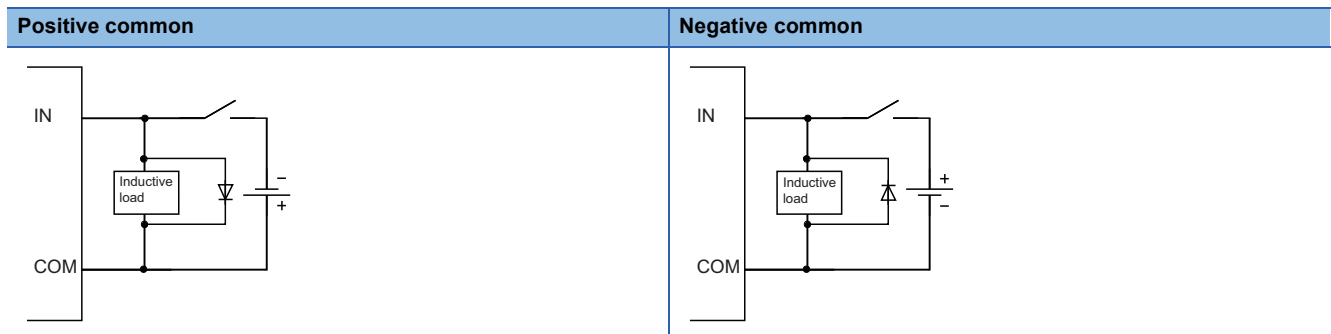 Positive common
Negative common
IN
Inductive
load
−
+
COM
IN
Inductive
load
+
−
COM